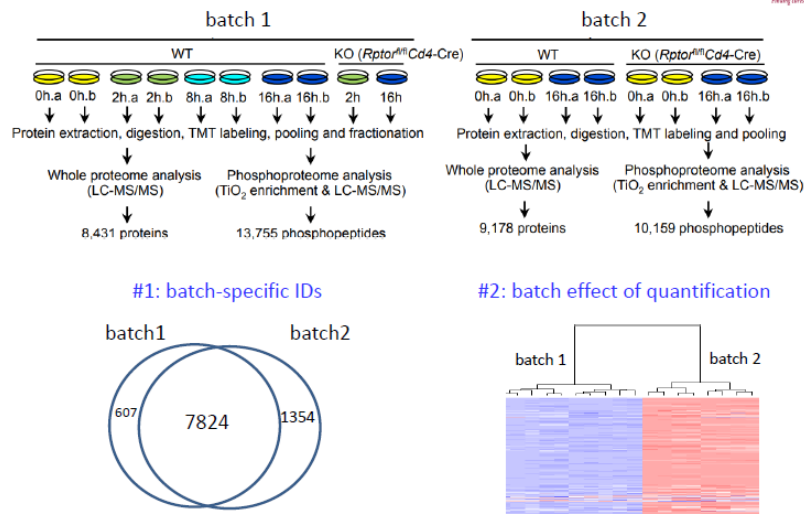 batch 1
WT
KO (Rptorfl/flCd4-Cre)
0h.a 0h.b 2h.a 2h.b 8h.a 8h.b 16h.a 16h.b 2h 16h
Protein extraction, digestion, TMT labeling, pooling and fractionation
Whole proteome analysis
(LC-MS/MS)
8,431 proteins
Phosphoproteome analysis
(TiO2 enrichment & LC-MS/MS)
13,755 phosphopeptides
batch 2
WT
KO (Rptorfl/flCd4-Cre)
0h.a 0h.b 16h.a 16h.b 0h.a 0h.b 16h.a 16h.b
Protein extraction, digestion, TMT labeling and pooling
Whole proteome analysis
(LC-MS/MS)
9,178 proteins
Phosphoproteome analysis
(TiO2 enrichment & LC-MS/MS)
10,159 phosphopeptides
#1: batch-specific IDs
batch1
batch2
607
7824
1354
#2: batch effect of quantification
batch 1
batch 2